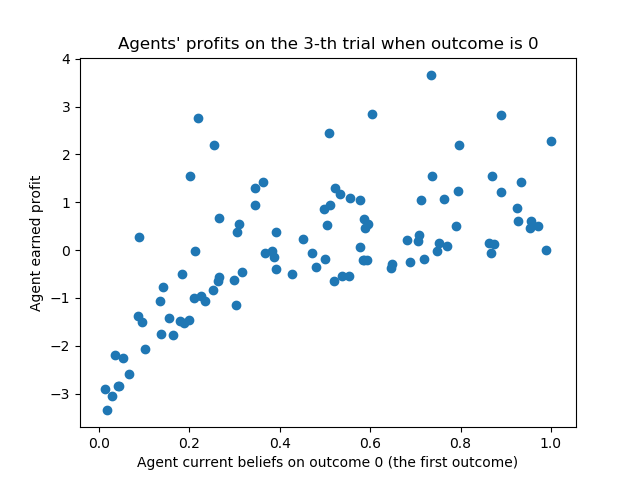 Agents' profits on the 3-th trial when outcome is 0
4
3
2
1
0
−1
−2
−3
Agent earned profit
0.0 0.2 0.4 0.6 0.8 1.0
Agent current beliefs on outcome 0 (the first outcome)